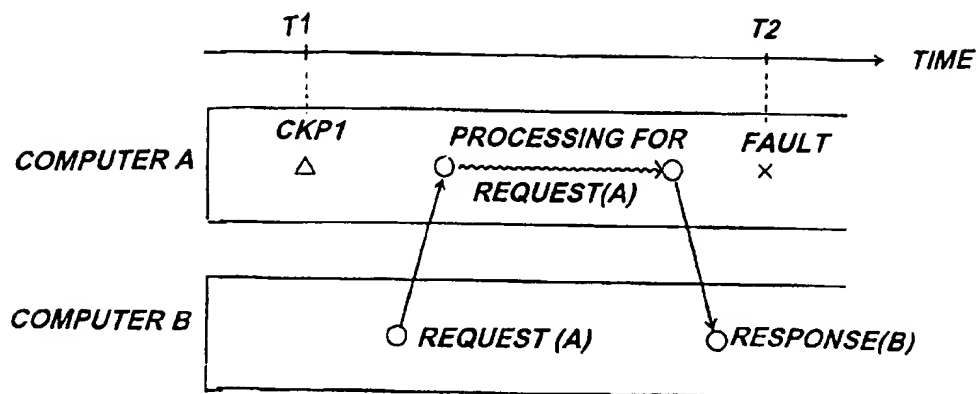 T1
T2
TIME
CKP1
PROCESSING FOR
FAULT
COMPUTER A
REQUEST(A)
COMPUTER B
REQUEST (A)
RESPONSE(B)